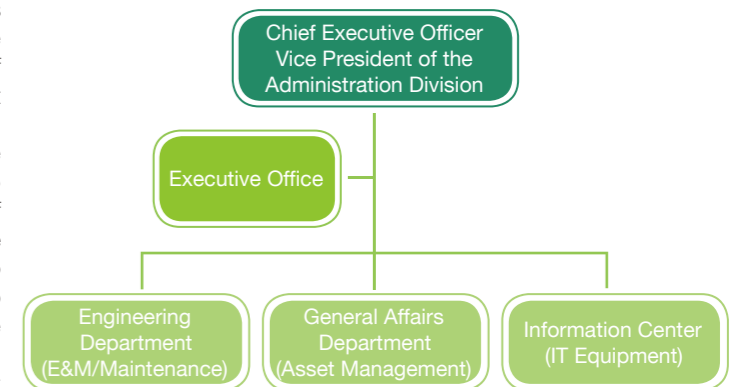 Chief Executive Officer
Vice President of the
Administration Division
Executive Office
Engineering
Department
(E&M/Maintenance)
General Affairs
Department
(Asset Management)
Information Center
(IT Equipment)